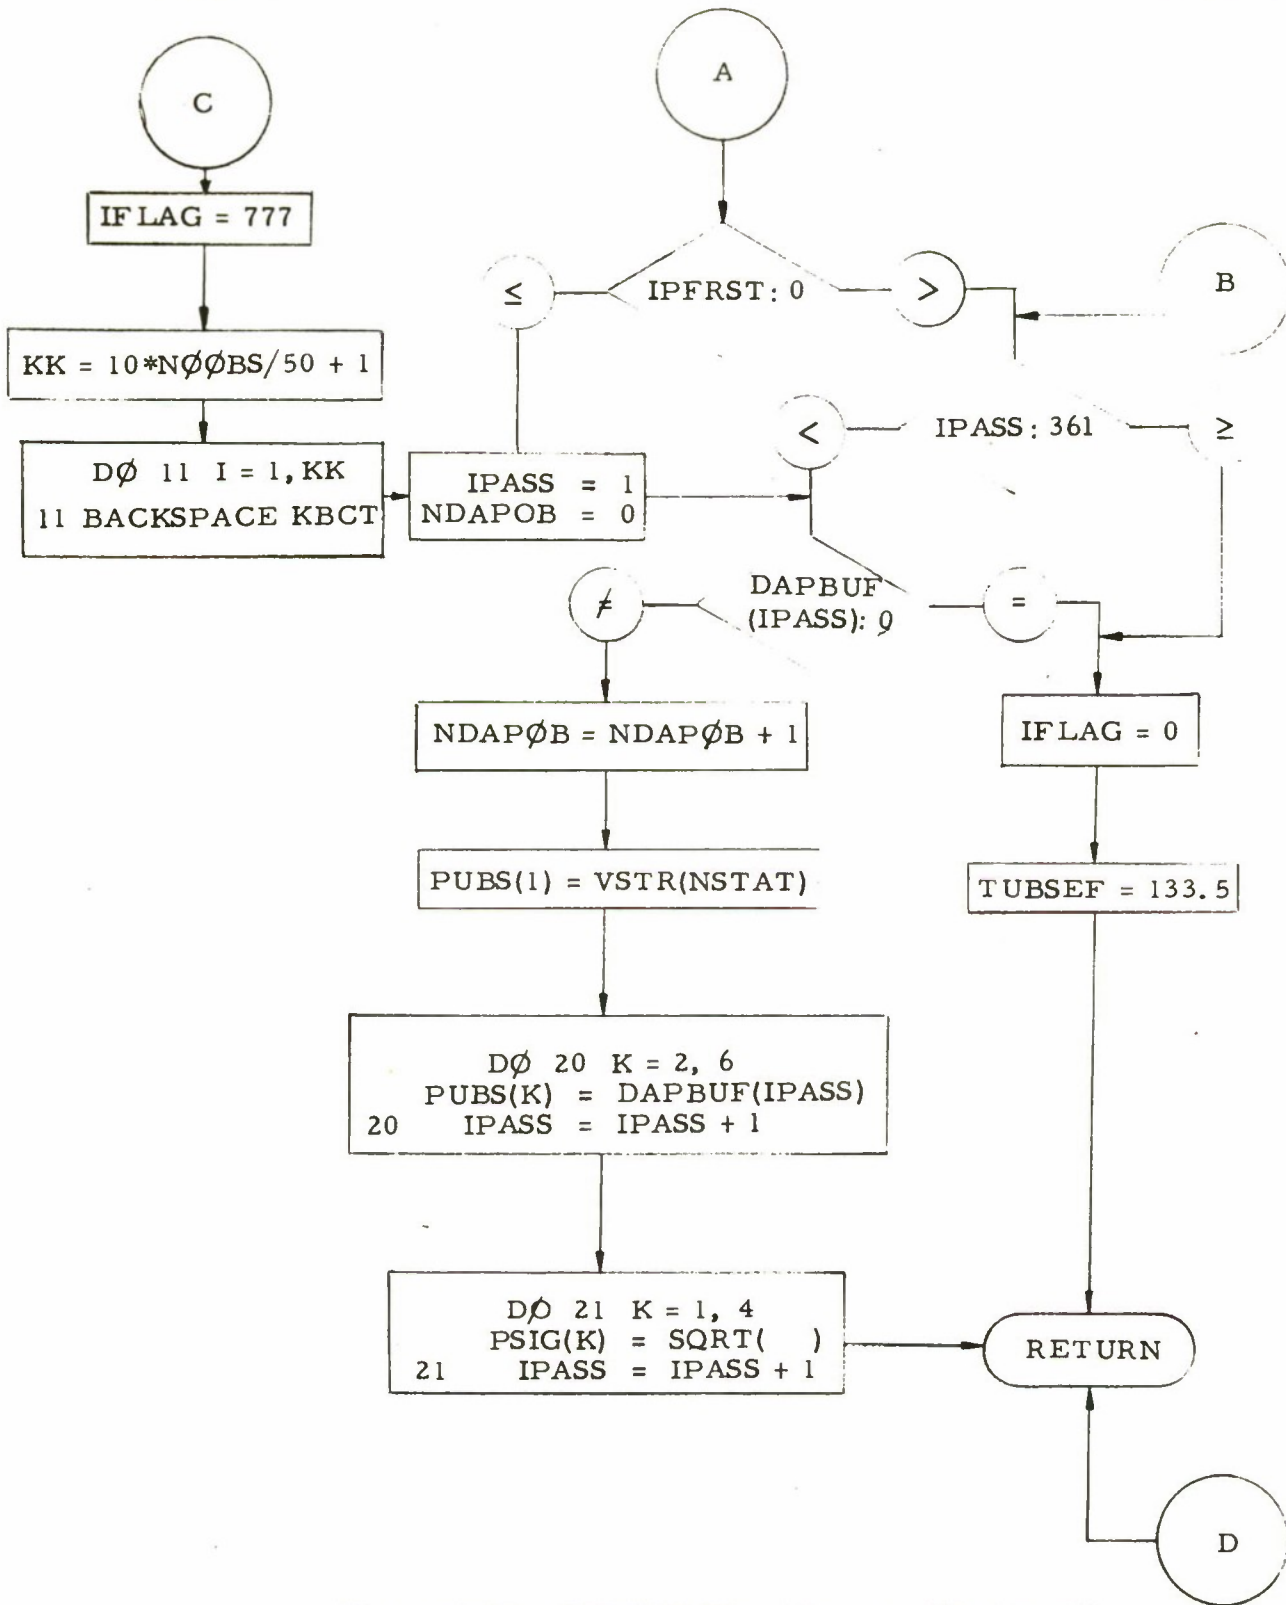 C
A
IFLAG = 777
≤
IPFRST: 0
>
B
KK = 10*NØØBS/50 + 1
<
IPASS: 361
≥
DØ 11 I = 1, KK
11 BACKSPACE KBCT
IPASS = 1
NDAPOB = 0
≠
DAPBUF
(IPASS): 0
=
NDAPØB = NDAPØB + 1
IFLAG = 0
PUBS(1) = VSTR(NSTAT)
TUBSEF = 133.5
DØ 20 K = 2, 6
PUBS(K) = DAPBUF(IPASS)
20 IPASS = IPASS + 1
DØ 21 K = 1, 4
PSIG(K) = SQRT( )
21 IPASS = IPASS + 1
RETURN
D